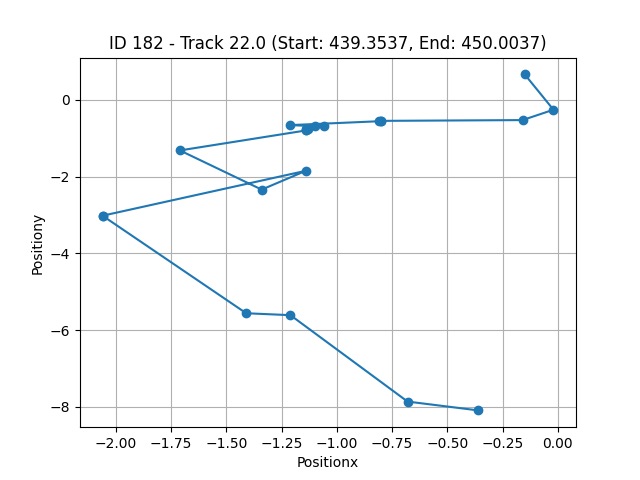 ID 182 - Track 22.0 (Start: 439.3537, End: 450.0037)
0
−2
−4
−6
−8
Positiony
−2.00 −1.75 −1.50 −1.25 −1.00 −0.75 −0.50 −0.25 0.00
Positionx